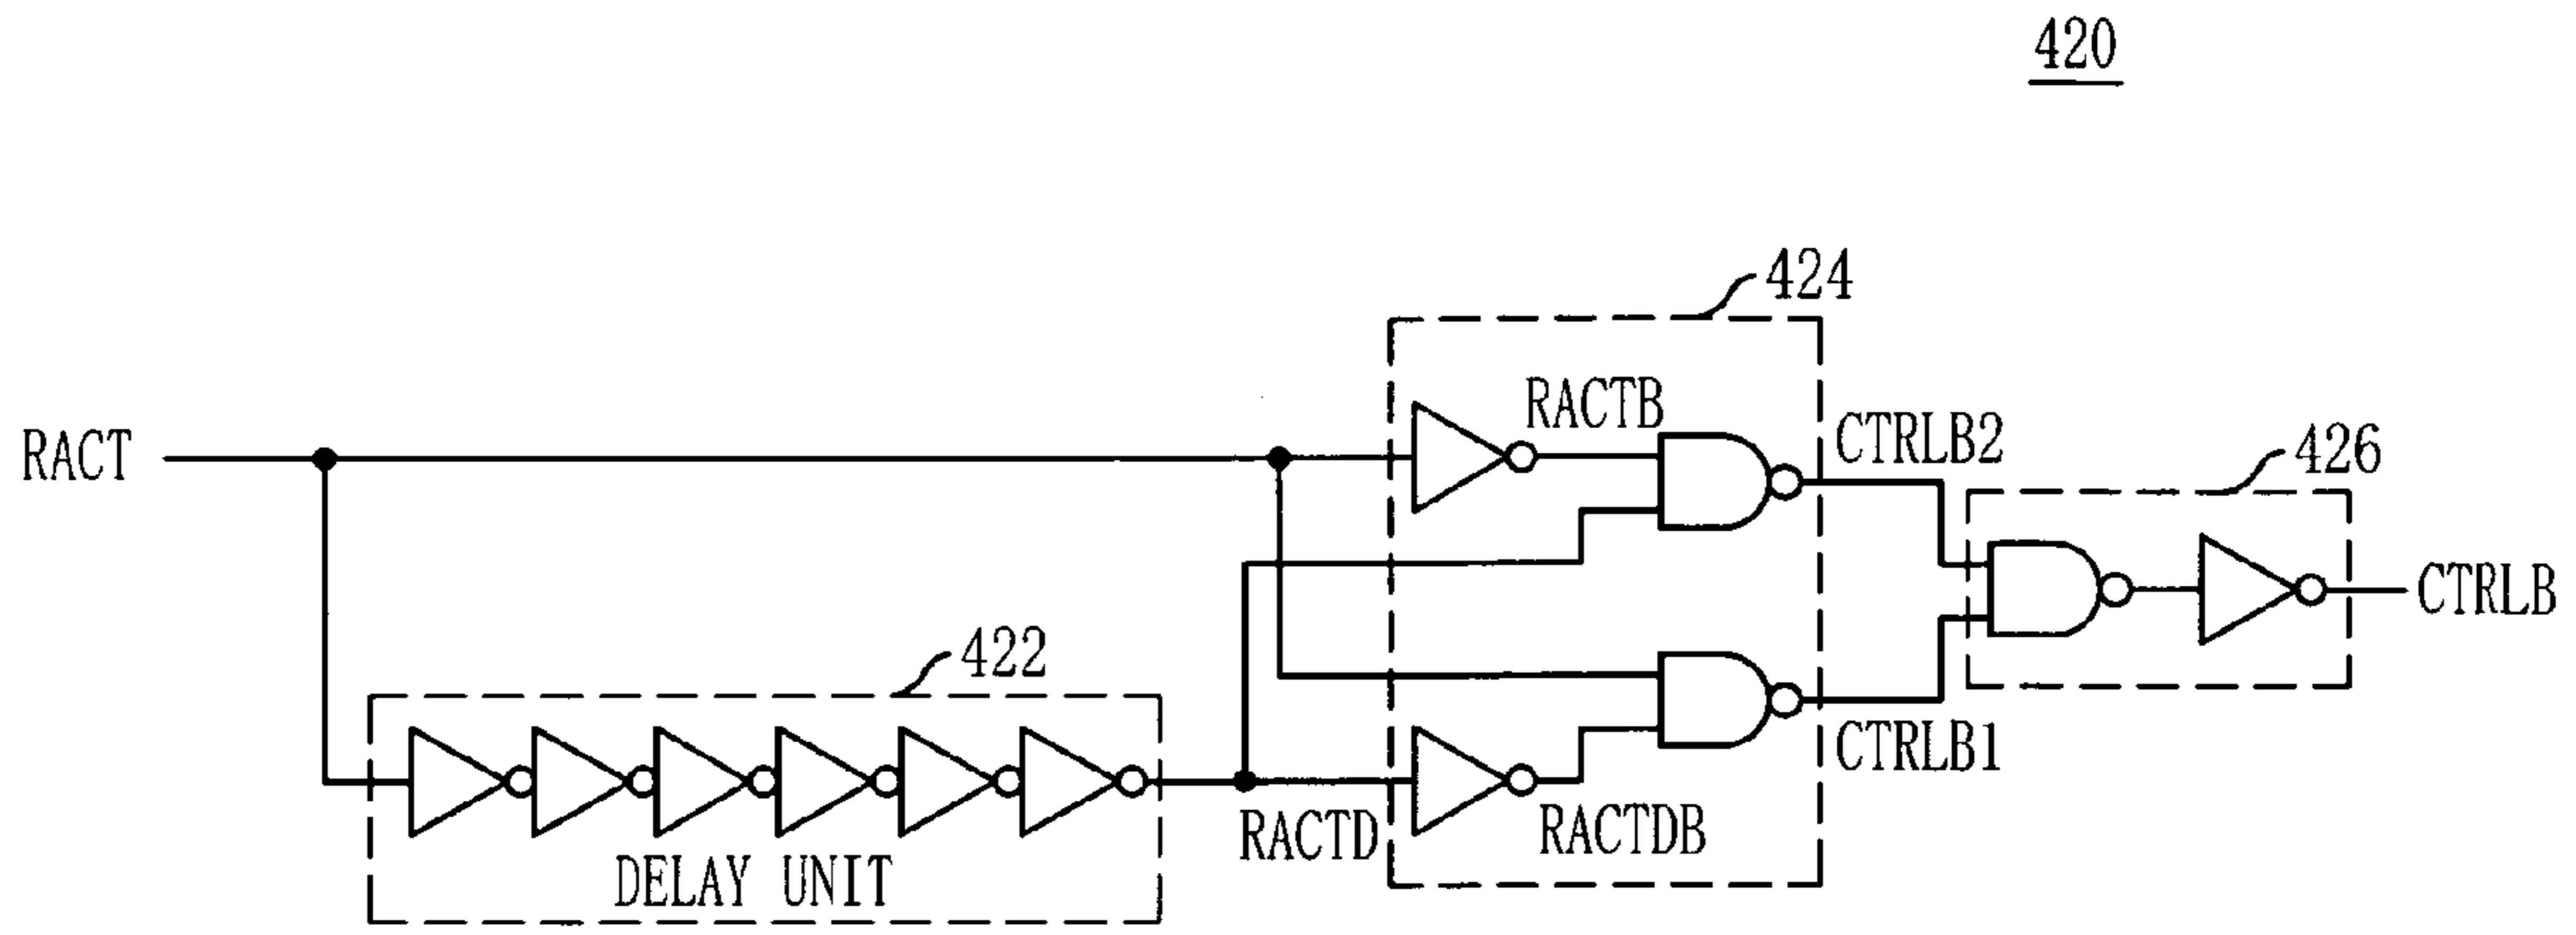 420
424
RACTB
CTRLB2
426
RACT
CTRLB
422
CTRLB1
RACTD
RACTDB
DELAY UNIT